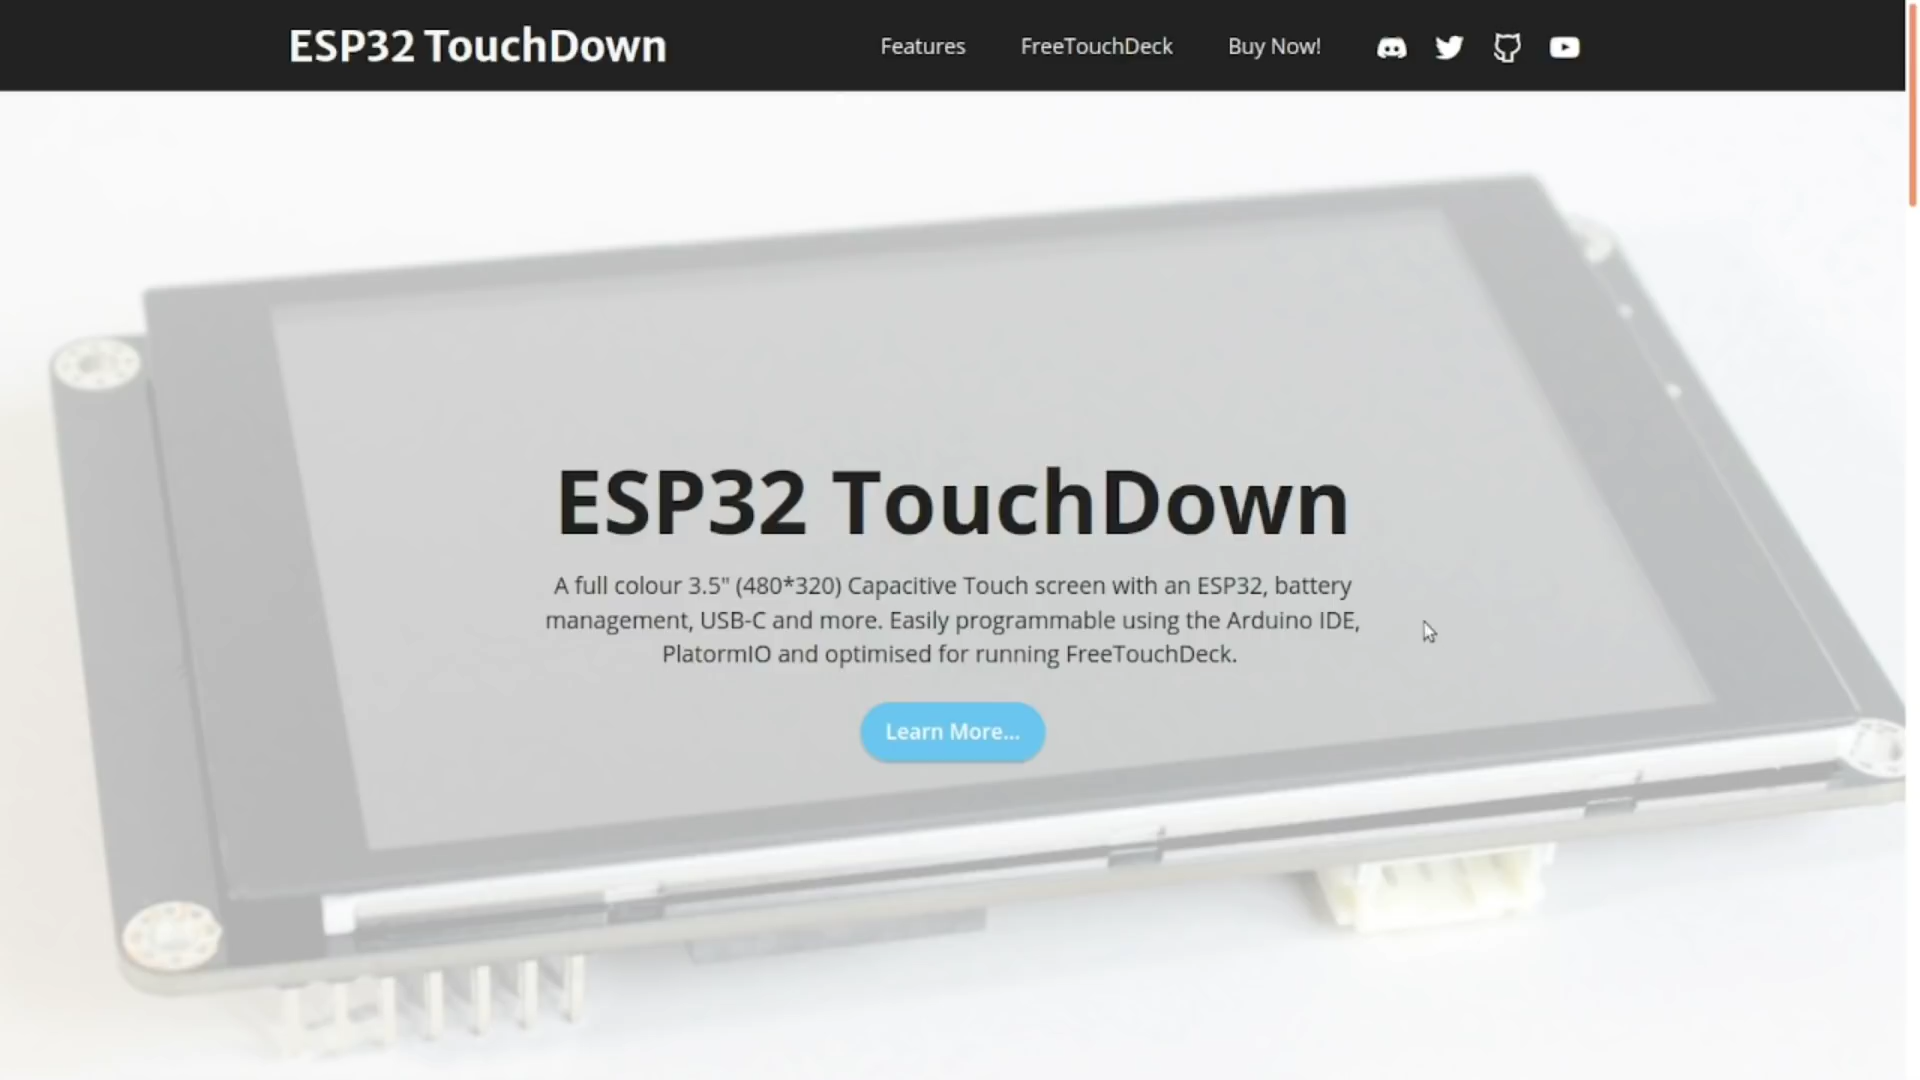 ESP32 TouchDown
Features
FreeTouchDeck
Buy Now!
ESP32 TouchDown
A full colour 3.5" (480*320) Capacitive Touch screen with an ESP32, battery
management, USB-C and more. Easily programmable using the Arduino IDE,
PlatormIO and optimised for running FreeTouchDeck.
Learn More...